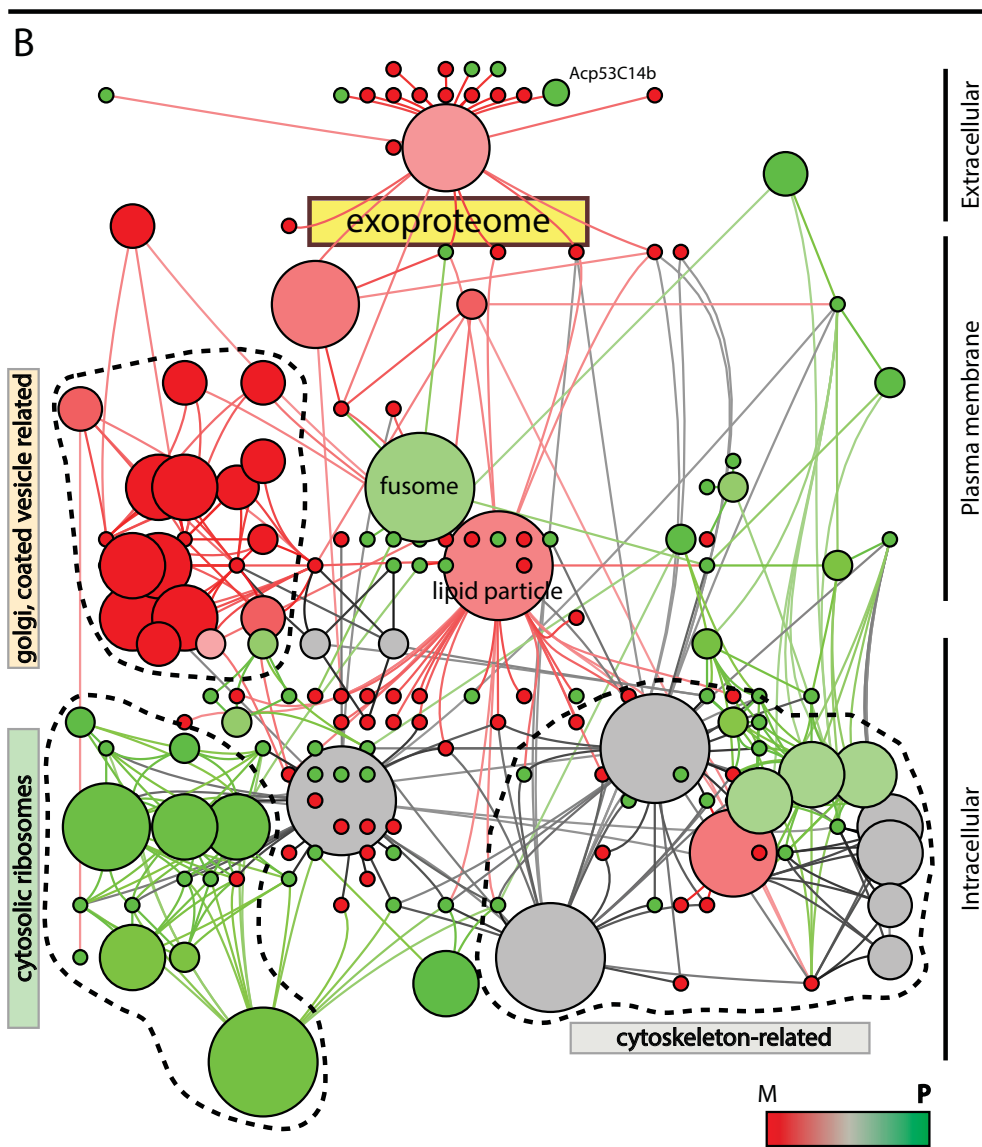 B
Acp53C14b
Extracellular
exoproteome
Plasma membrane
golgi, coated vesicle related
fusome
lipid particle
Intracellular
cytosolic ribosomes
cytoskeleton-related
M
P